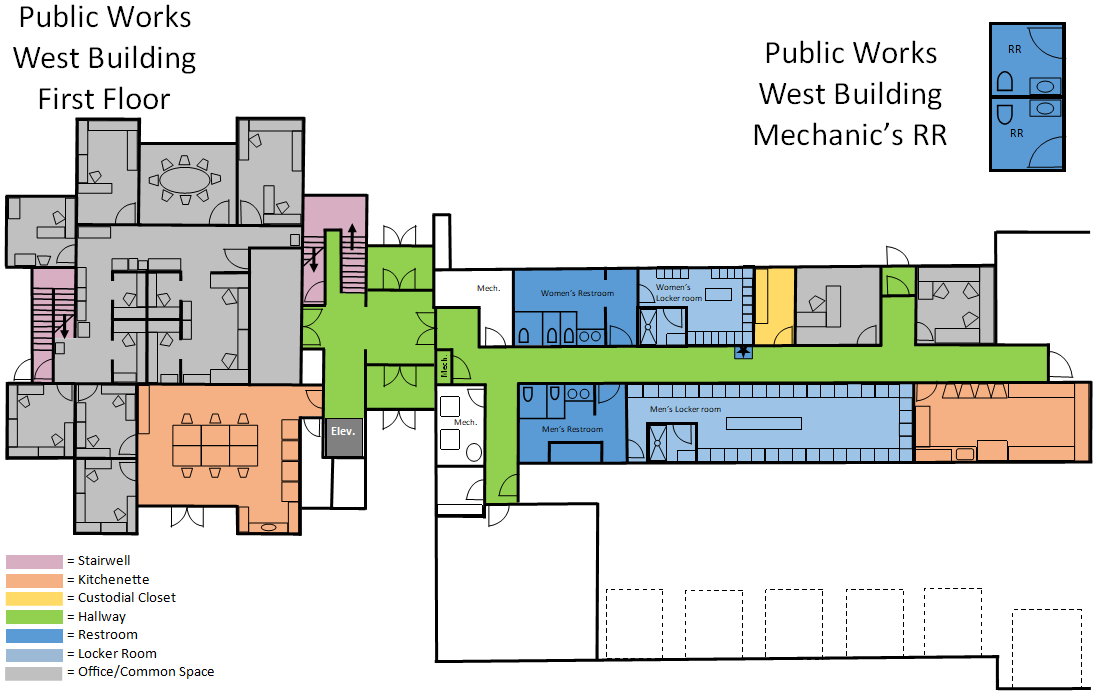 Public Works
West Building
First Floor
Public Works
West Building
Mechanic's RR
RR
RR
Mech.
Women's Restroom
Women's
Locker room
Mech.
Elev.
Mech.
Men's Restroom
Men's Locker room
= Stairwell
= Kitchenette
= Custodial Closet
= Hallway
= Restroom
= Locker Room
= Office/Common Space